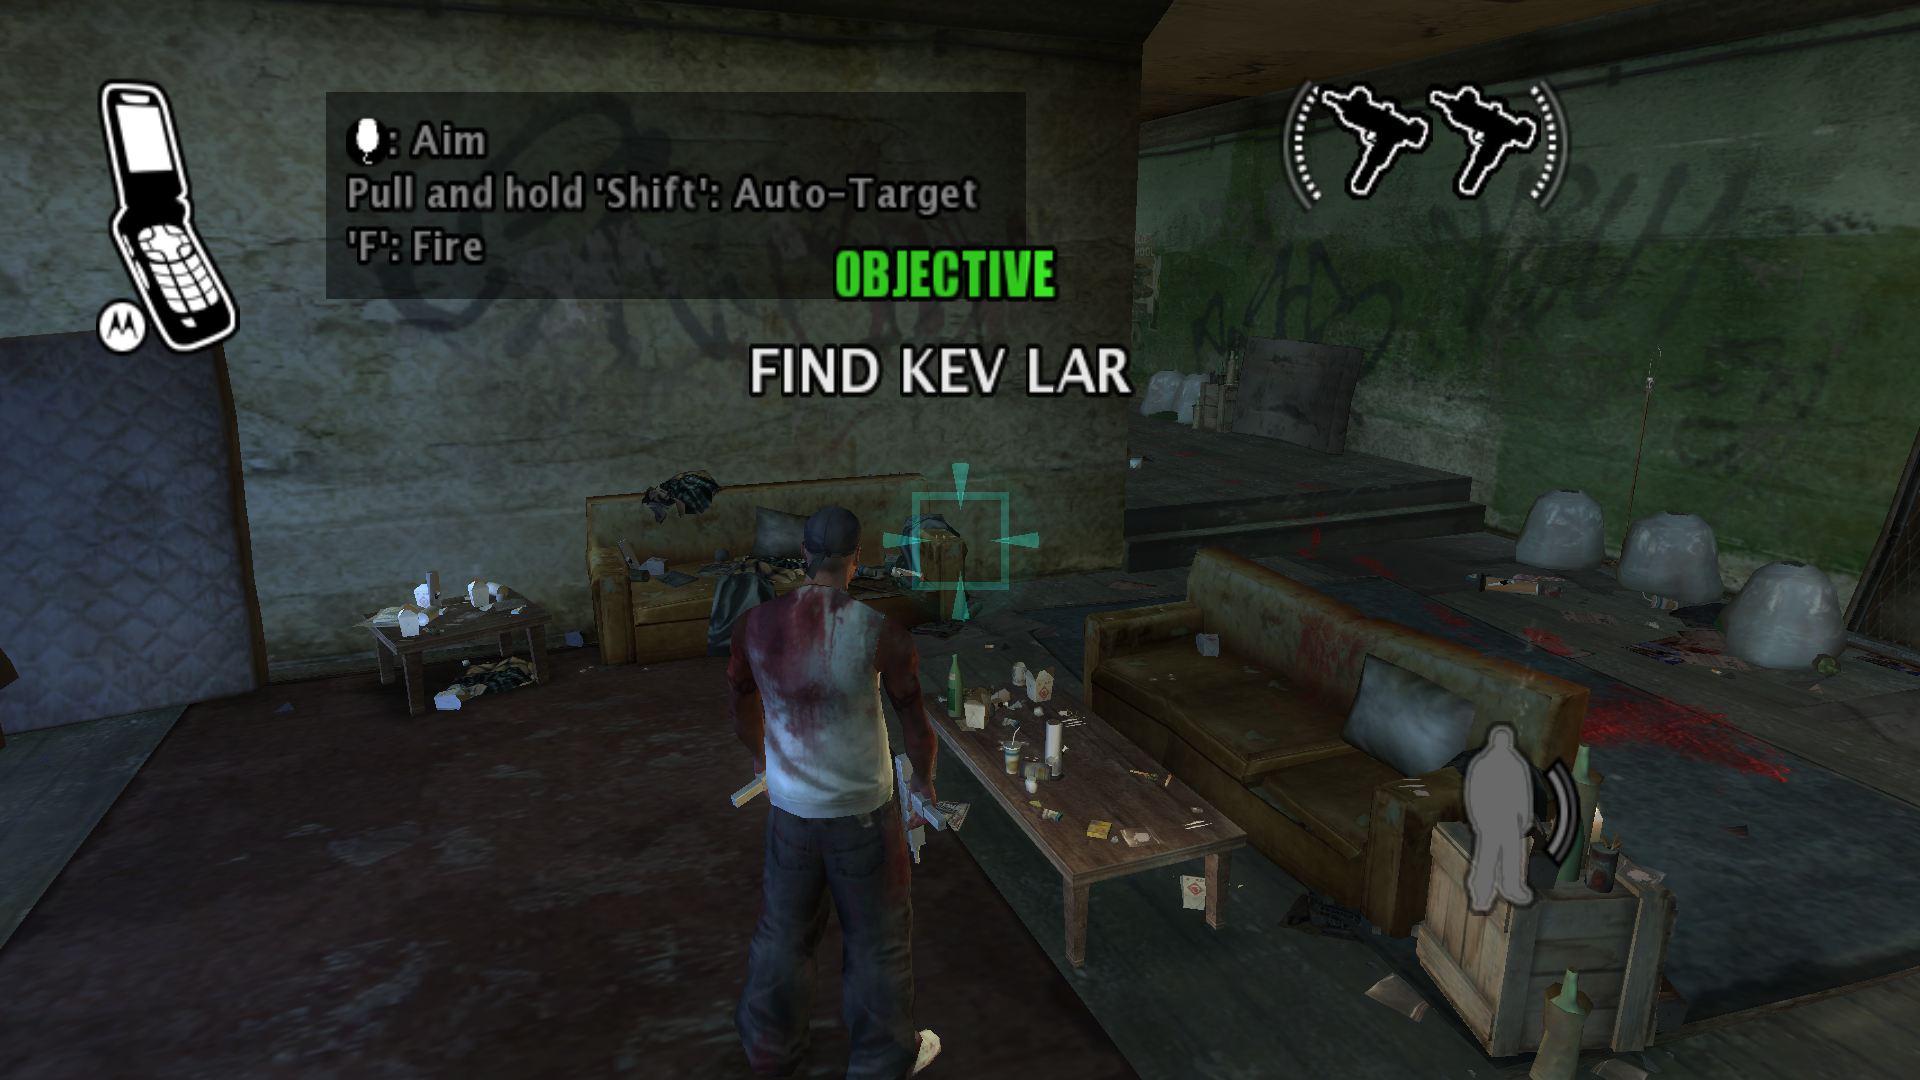 : Aim
Pull and hold 'Shift': Auto-Target
'F': Fire
OBJECTIVE
FIND KEV LAR